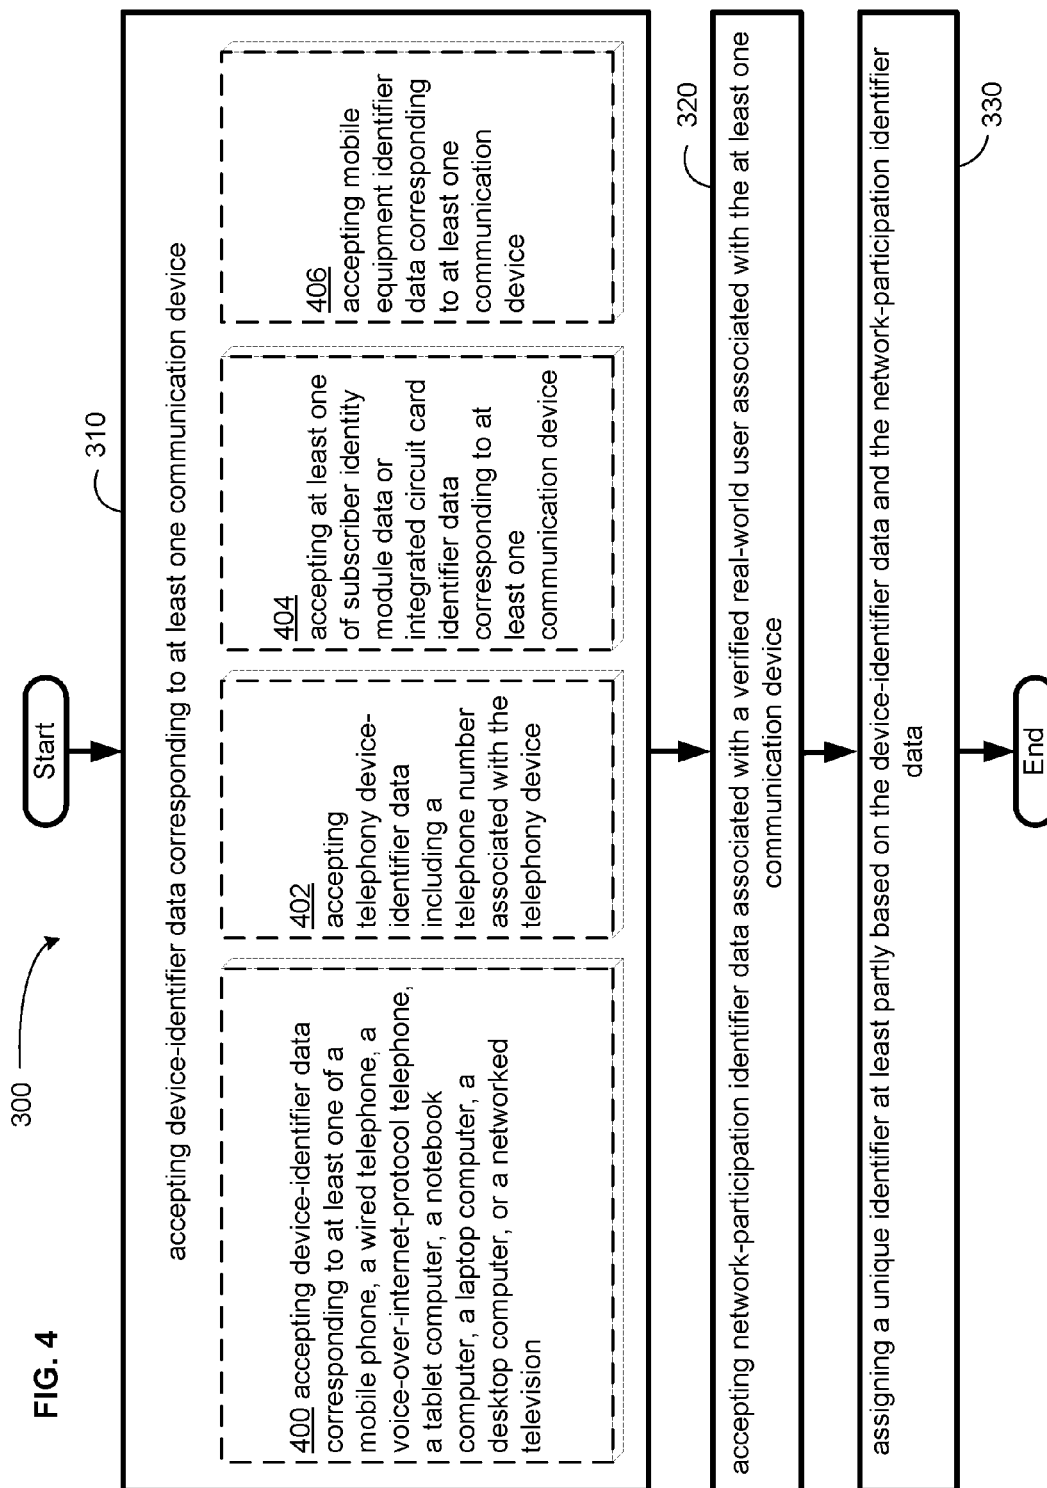 FIG. 4
300
Start
310
accepting device-identifier data corresponding to at least one communication device
400 accepting device-identifier data
corresponding to at least one of a
mobile phone, a wired telephone, a
voice-over-internet-protocol telephone,
a tablet computer, a notebook
computer, a laptop computer, a
desktop computer, or a networked
television
402
accepting
telephony device-
identifier data
including a
telephone number
associated with the
telephony device
404
accepting at least one
of subscriber identity
module data or
integrated circuit card
identifier data
corresponding to at
least one
communication device
406
accepting mobile
equipment identifier
data corresponding
to at least one
communication
device
320
accepting network-participation identifier data associated with a verified real-world user associated with the at least one
communication device
330
assigning a unique identifier at least partly based on the device-identifier data and the network-participation identifier
data
End